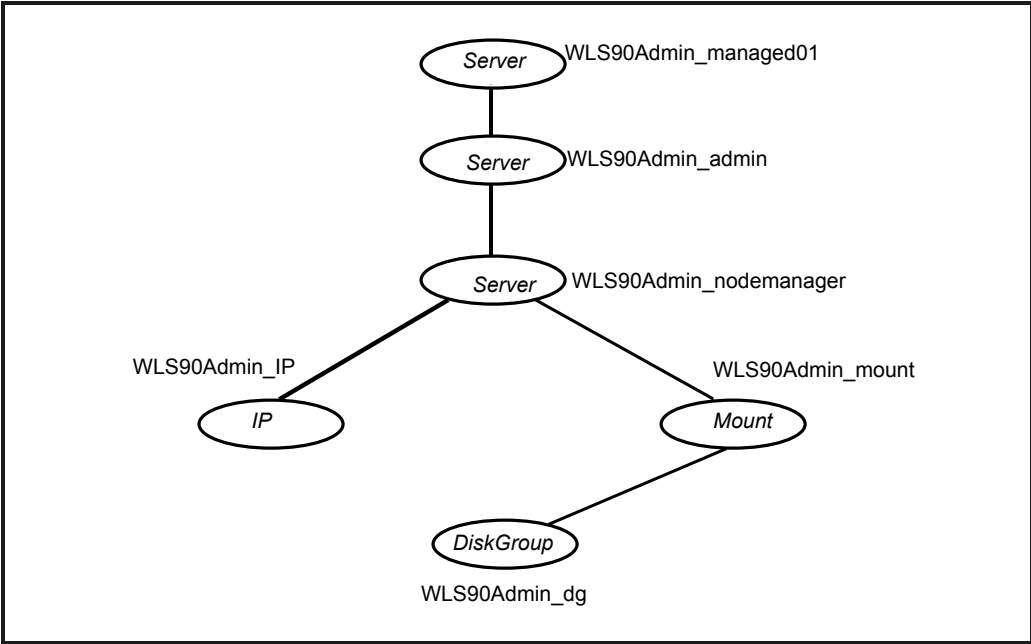 Server WLS90Admin_managed01
Server WLS90Admin_admin
Server WLS90Admin_nodemanager
WLS90Admin_IP
WLS90Admin_mount
IP
Mount
DiskGroup
WLS90Admin_dg